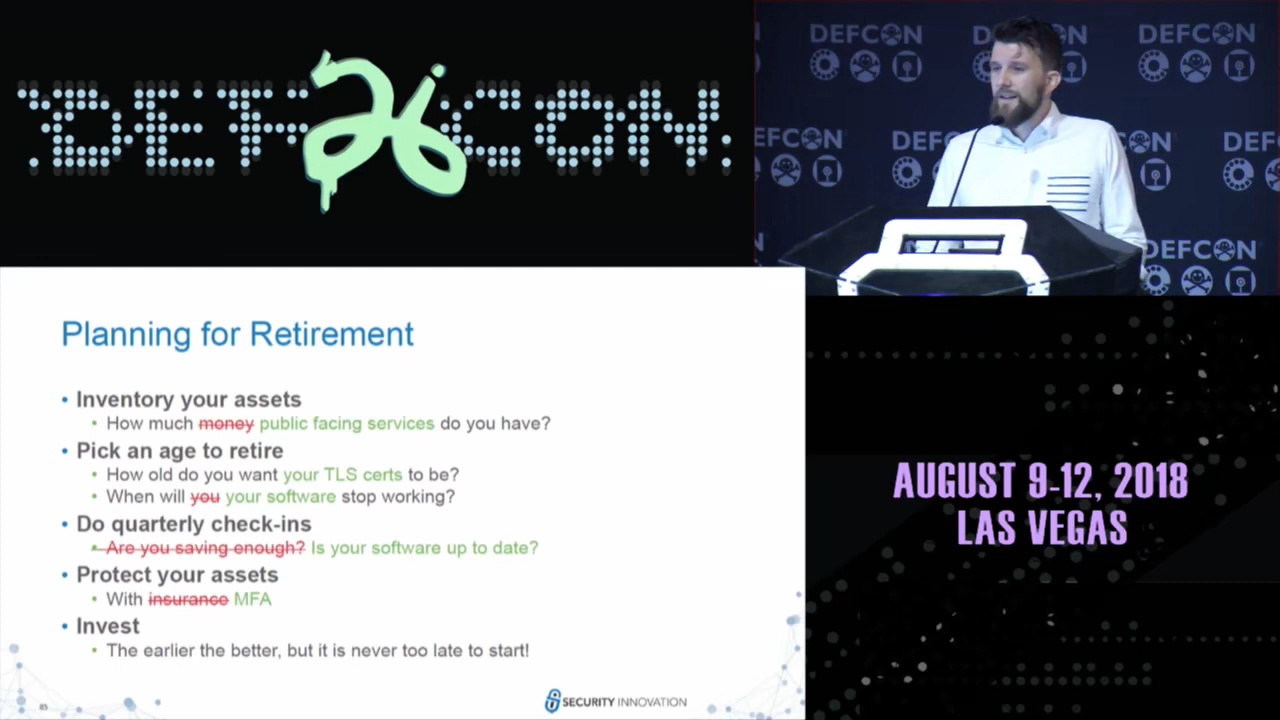 DEFCON
26
DEFCON
DEFCON
DEFCON
DEFCON
DEFCON
DEFCON
Planning for Retirement
• Inventory your assets
• How much money public facing services do you have?
• Pick an age to retire
• How old do you want your TLS certs to be?
• When will you your software stop working?
• Do quarterly check-ins
• Are you saving enough? Is your software up to date?
• Protect your assets
• With insurance MFA
• Invest
• The earlier the better, but it is never too late to start!
85
SECURITY INNOVATION
AUGUST 9-12, 2018
LAS VEGAS